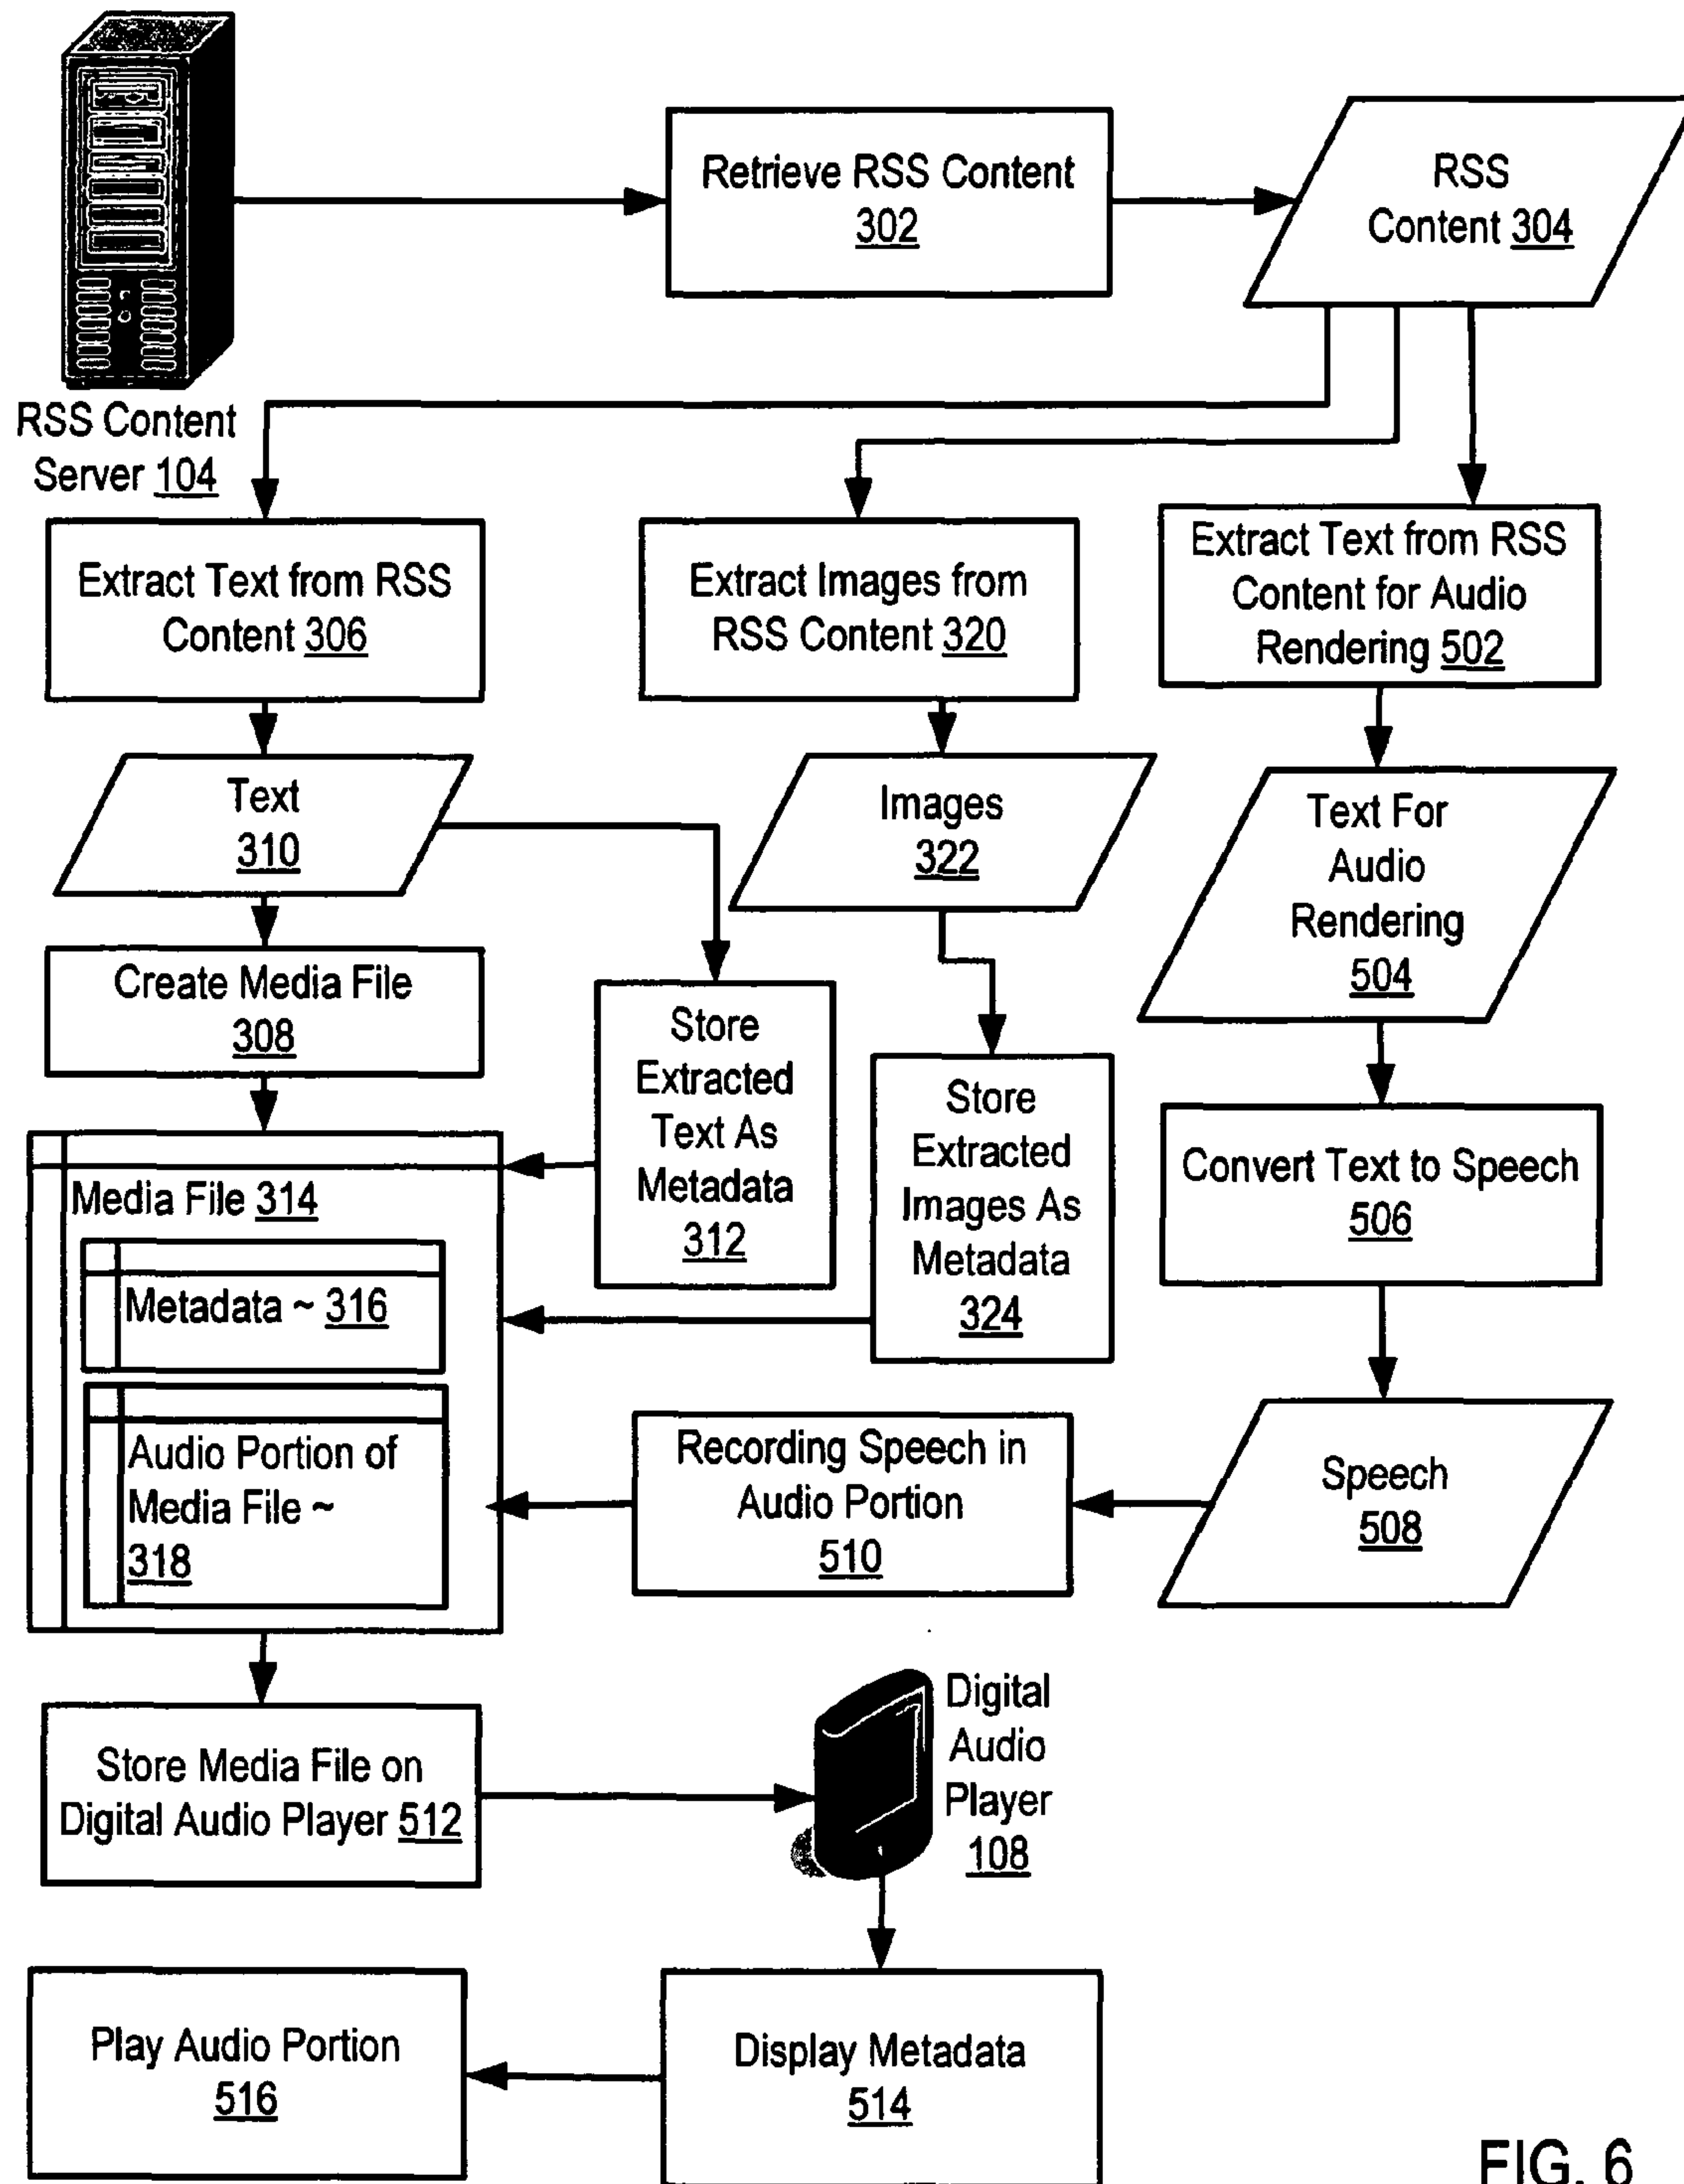 Retrieve RSS Content
302
RSS
Content 304
RSS Content
Server 104
Extract Text from RSS
Content 306
Extract Images from
RSS Content 320
Extract Text from RSS
Content for Audio
Rendering 502
Text
310
Images
322
Text For
Audio
Rendering
504
Create Media File
308
Store
Extracted
Text As
Metadata
312
Store
Extracted
Images As
Metadata
324
Convert Text to Speech
506
Media File 314
Metadata ~ 316
Audio Portion of
Media File ~
318
Recording Speech in
Audio Portion
510
Speech
508
Store Media File on
Digital Audio Player 512
Digital
Audio
Player
108
Play Audio Portion
516
Display Metadata
514
FIG. 6